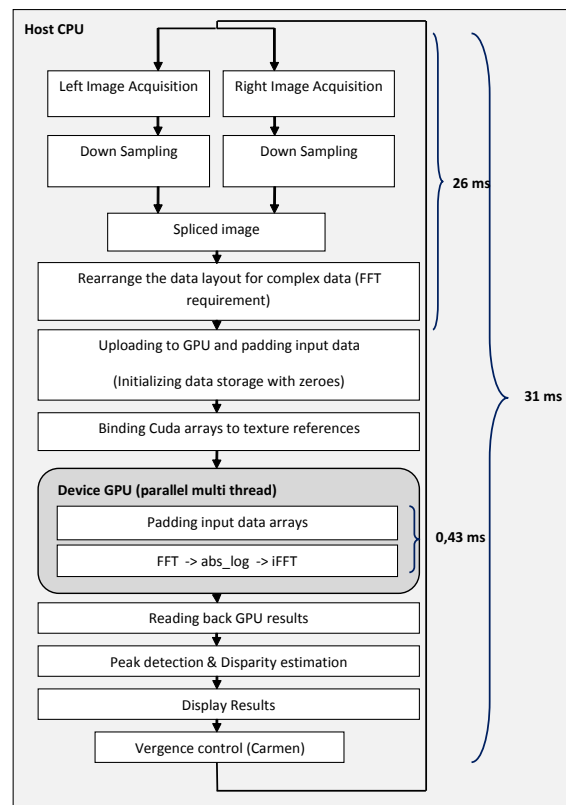 Host CPU
Left Image Acquisition
Right Image Acquisition
Down Sampling
Down Sampling
26 ms
Spliced image
Rearrange the data layout for complex data (FFT
requirement)
Uploading to GPU and padding input data
(Initializing data storage with zeroes)
31 ms
Binding Cuda arrays to texture references
Device GPU (parallel multi thread)
Padding input data arrays
0,43 ms
FFT -> abs_log -> iFFT
Reading back GPU results
Peak detection & Disparity estimation
Display Results
Vergence control (Carmen)